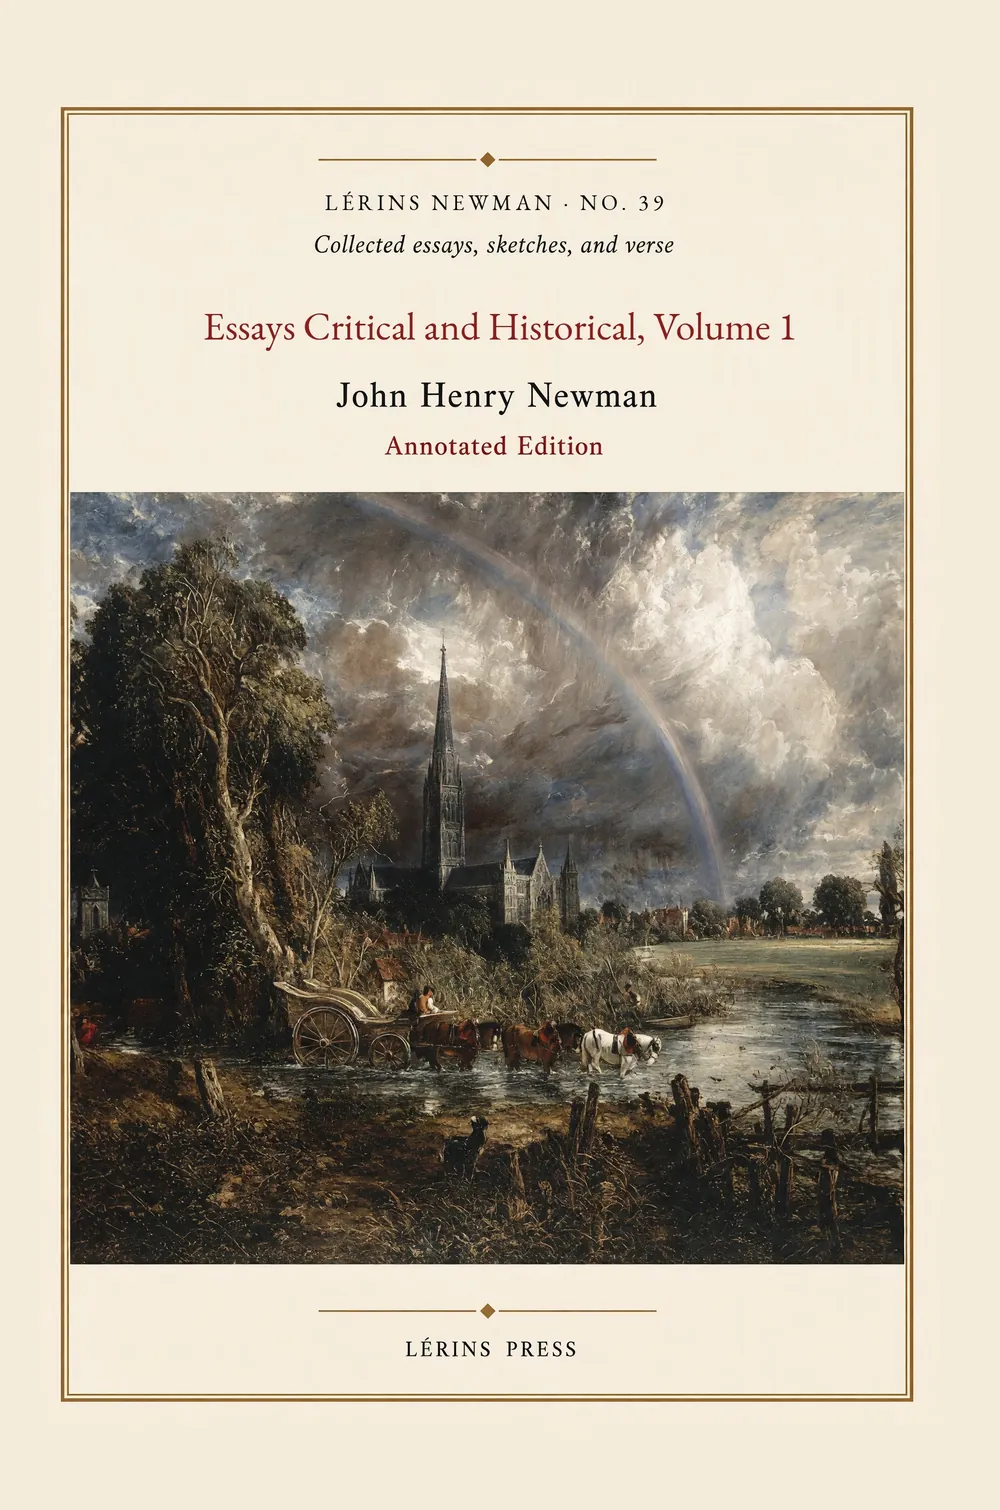 LÉRINS NEWMAN · NO. 39
Collected essays, sketches, and verse
Essays Critical and Historical, Volume 1
John Henry Newman
Annotated Edition
LÉRINS PRESS